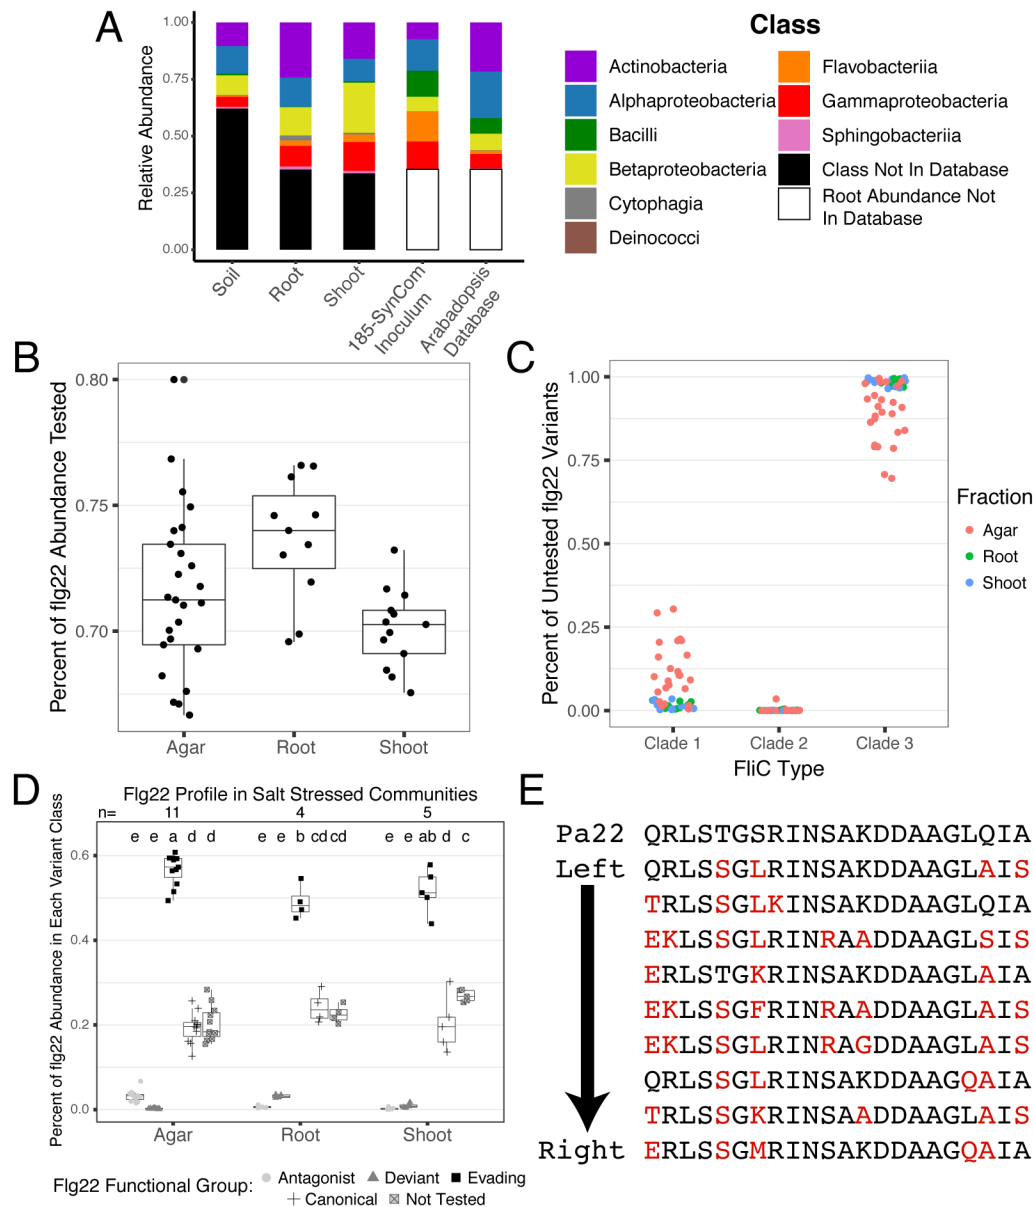 A
Relative Abundance
1.00
0.75
0.50
0.25
0.00
Soil
Root
Shoot
185-SynCom
Inoculum
Arabadopsis
Database
Class
Actinobacteria
Alphaproteobacteria
Bacilli
Betaproteobacteria
Cytophagia
Deinococci
Flavobacteriia
Gammaproteobacteria
Sphingobacteriia
Class Not In Database
Root Abundance Not
In Database
B
Percent of flg22 Abundance Tested
0.80
0.75
0.70
Agar
Root
Shoot
C
Percent of Untested flg22 Variants
1.00
0.75
0.50
0.25
0.00
Clade 1
Clade 2
Clade 3
FliC Type
Fraction
Agar
Root
Shoot
D
Flg22 Profile in Salt Stressed Communities
n= 11 4 5
e e a d d e e b cd cd e e ab d c
Percent of flg22 Abundance in Each Variant Class
0.6
0.4
0.2
0.0
Agar
Root
Shoot
Flg22 Functional Group:
Antagonist
Deviant
Evading
Canonical
Not Tested
E
Pa22 QRLSTGSRINSAKDDAAGLQIA
Left QRLSSGLRINSAKDDAAGLAIS
TRLSSGLKINSAKDDAAGLQIA
EKLSSGLRINRAADDAAGLSIS
ERLSTGKRINSAKDDAAGLAIA
EKLSSGFRINRAADDAAGLAIS
EKLSSGLRINRAGDDAAGLAIS
QRLSSGLRINSAKDDAAGQAIA
TRLSSGKRINSAADDAAGLAIS
Right ERLSSGMRINSAKDDAAGQAIA